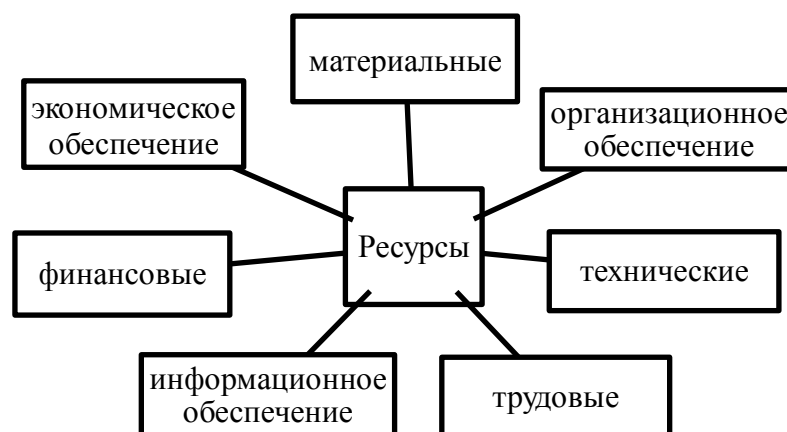 материальные
экономическое
обеспечение
организационное
обеспечение
Ресурсы
финансовые
технические
информационное
обеспечение
трудовые